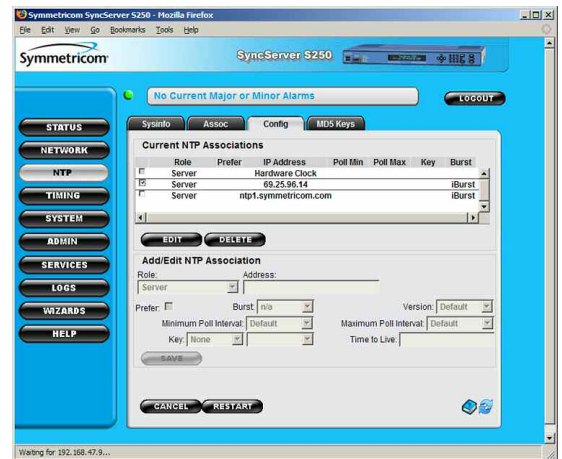 Symmetricom SyncServer S250 - Mozilla Firefox
File Edit View Go Bookmarks Tools Help
Symmetricom
SyncServer S250
No Current Major or Minor Alarms
LOGOUT
STATUS
NETWORK
NTP
TIMING
SYSTEM
ADMIN
SERVICES
LOGS
WIZARDS
HELP
Sysinfo Assoc Config MD5 Keys
Current NTP Associations
Role Prefer IP Address Poll Min Poll Max Key Burst
Server Hardware Clock
Server 69.25.96.14 iBurst
Server ntp1.symmetricom.com iBurst
EDIT DELETE
Add/Edit NTP Association
Role: Address:
Server
Prefer: Burst: n/a Version: Default
Minimum Poll Interval: Default Maximum Poll Interval: Default
Key: None Time to Live:
SAVE
CANCEL RESTART
Waiting for 192.168.47.9...